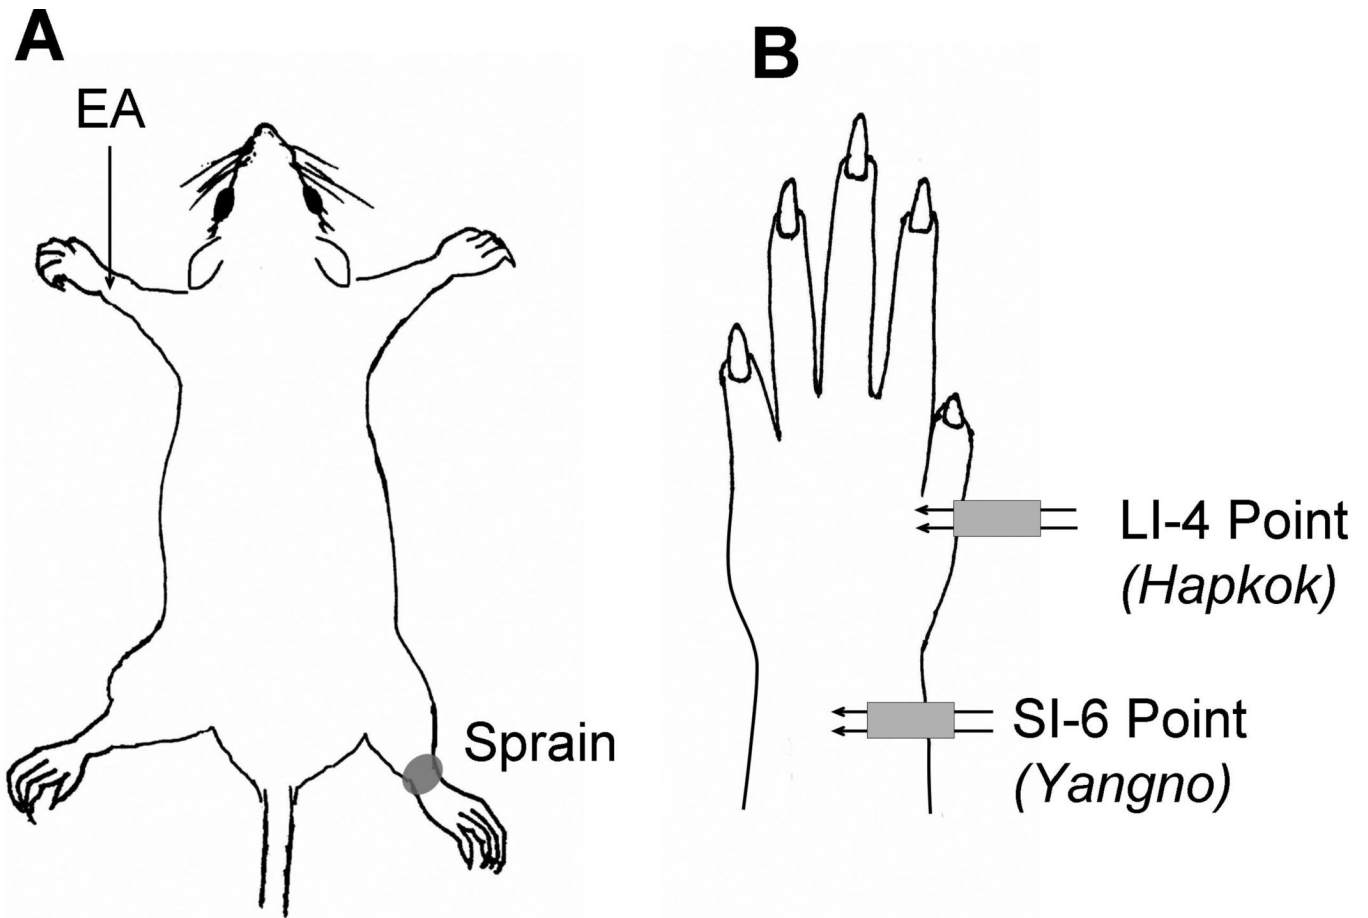 A
EA
Sprain
B
LI-4 Point
(Hapkok)
SI-6 Point
(Yangno)